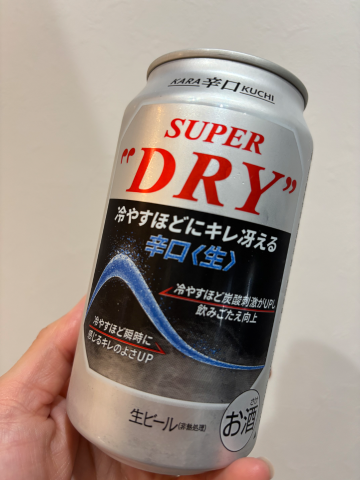 KARA 辛口 KUCHI
SUPER
"DRY"
冷やすほどにキレ冴える
辛口〈生〉
冷やすほど炭酸刺激がUPし
飲みごたえ向上
冷やすほど瞬時に
感じるキレのよさUP
生ビール(非熱処理)
さけ
お酒